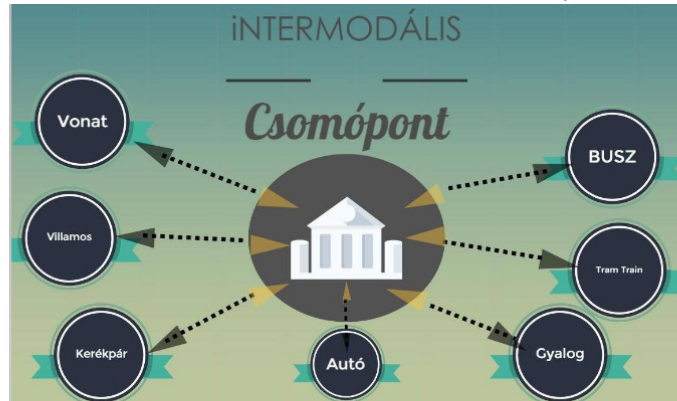 iNTERMODÁLIS
Csomópont
Vonat
BUSZ
Villamos
Tram Train
Kerékpár
Autó
Gyalog